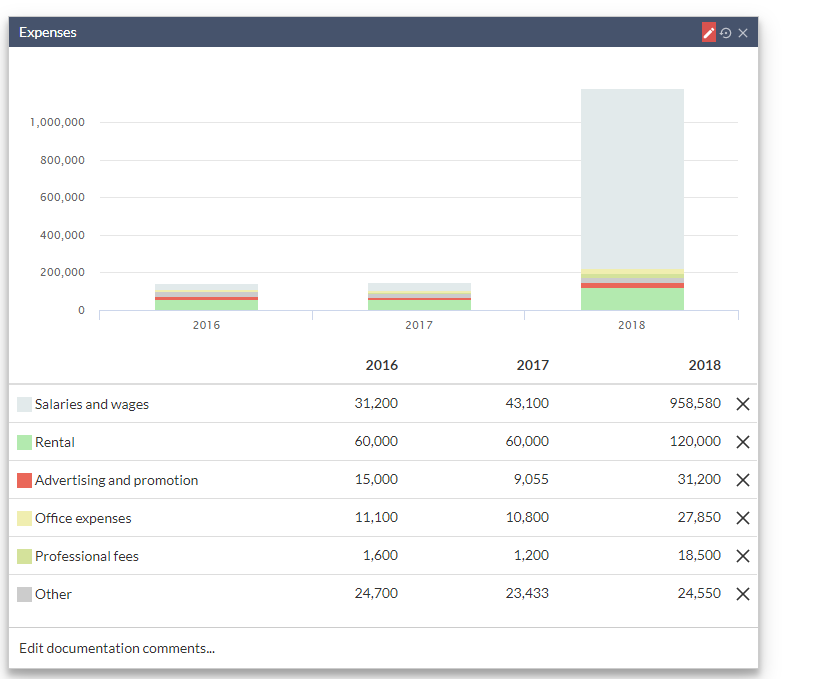 Expenses
1,000,000
800,000
600,000
400,000
200,000
0
2016 2017 2018
2016 2017 2018
Salaries and wages 31,200 43,100 958,580
Rental 60,000 60,000 120,000
Advertising and promotion 15,000 9,055 31,200
Office expenses 11,100 10,800 27,850
Professional fees 1,600 1,200 18,500
Other 24,700 23,433 24,550
Edit documentation comments...